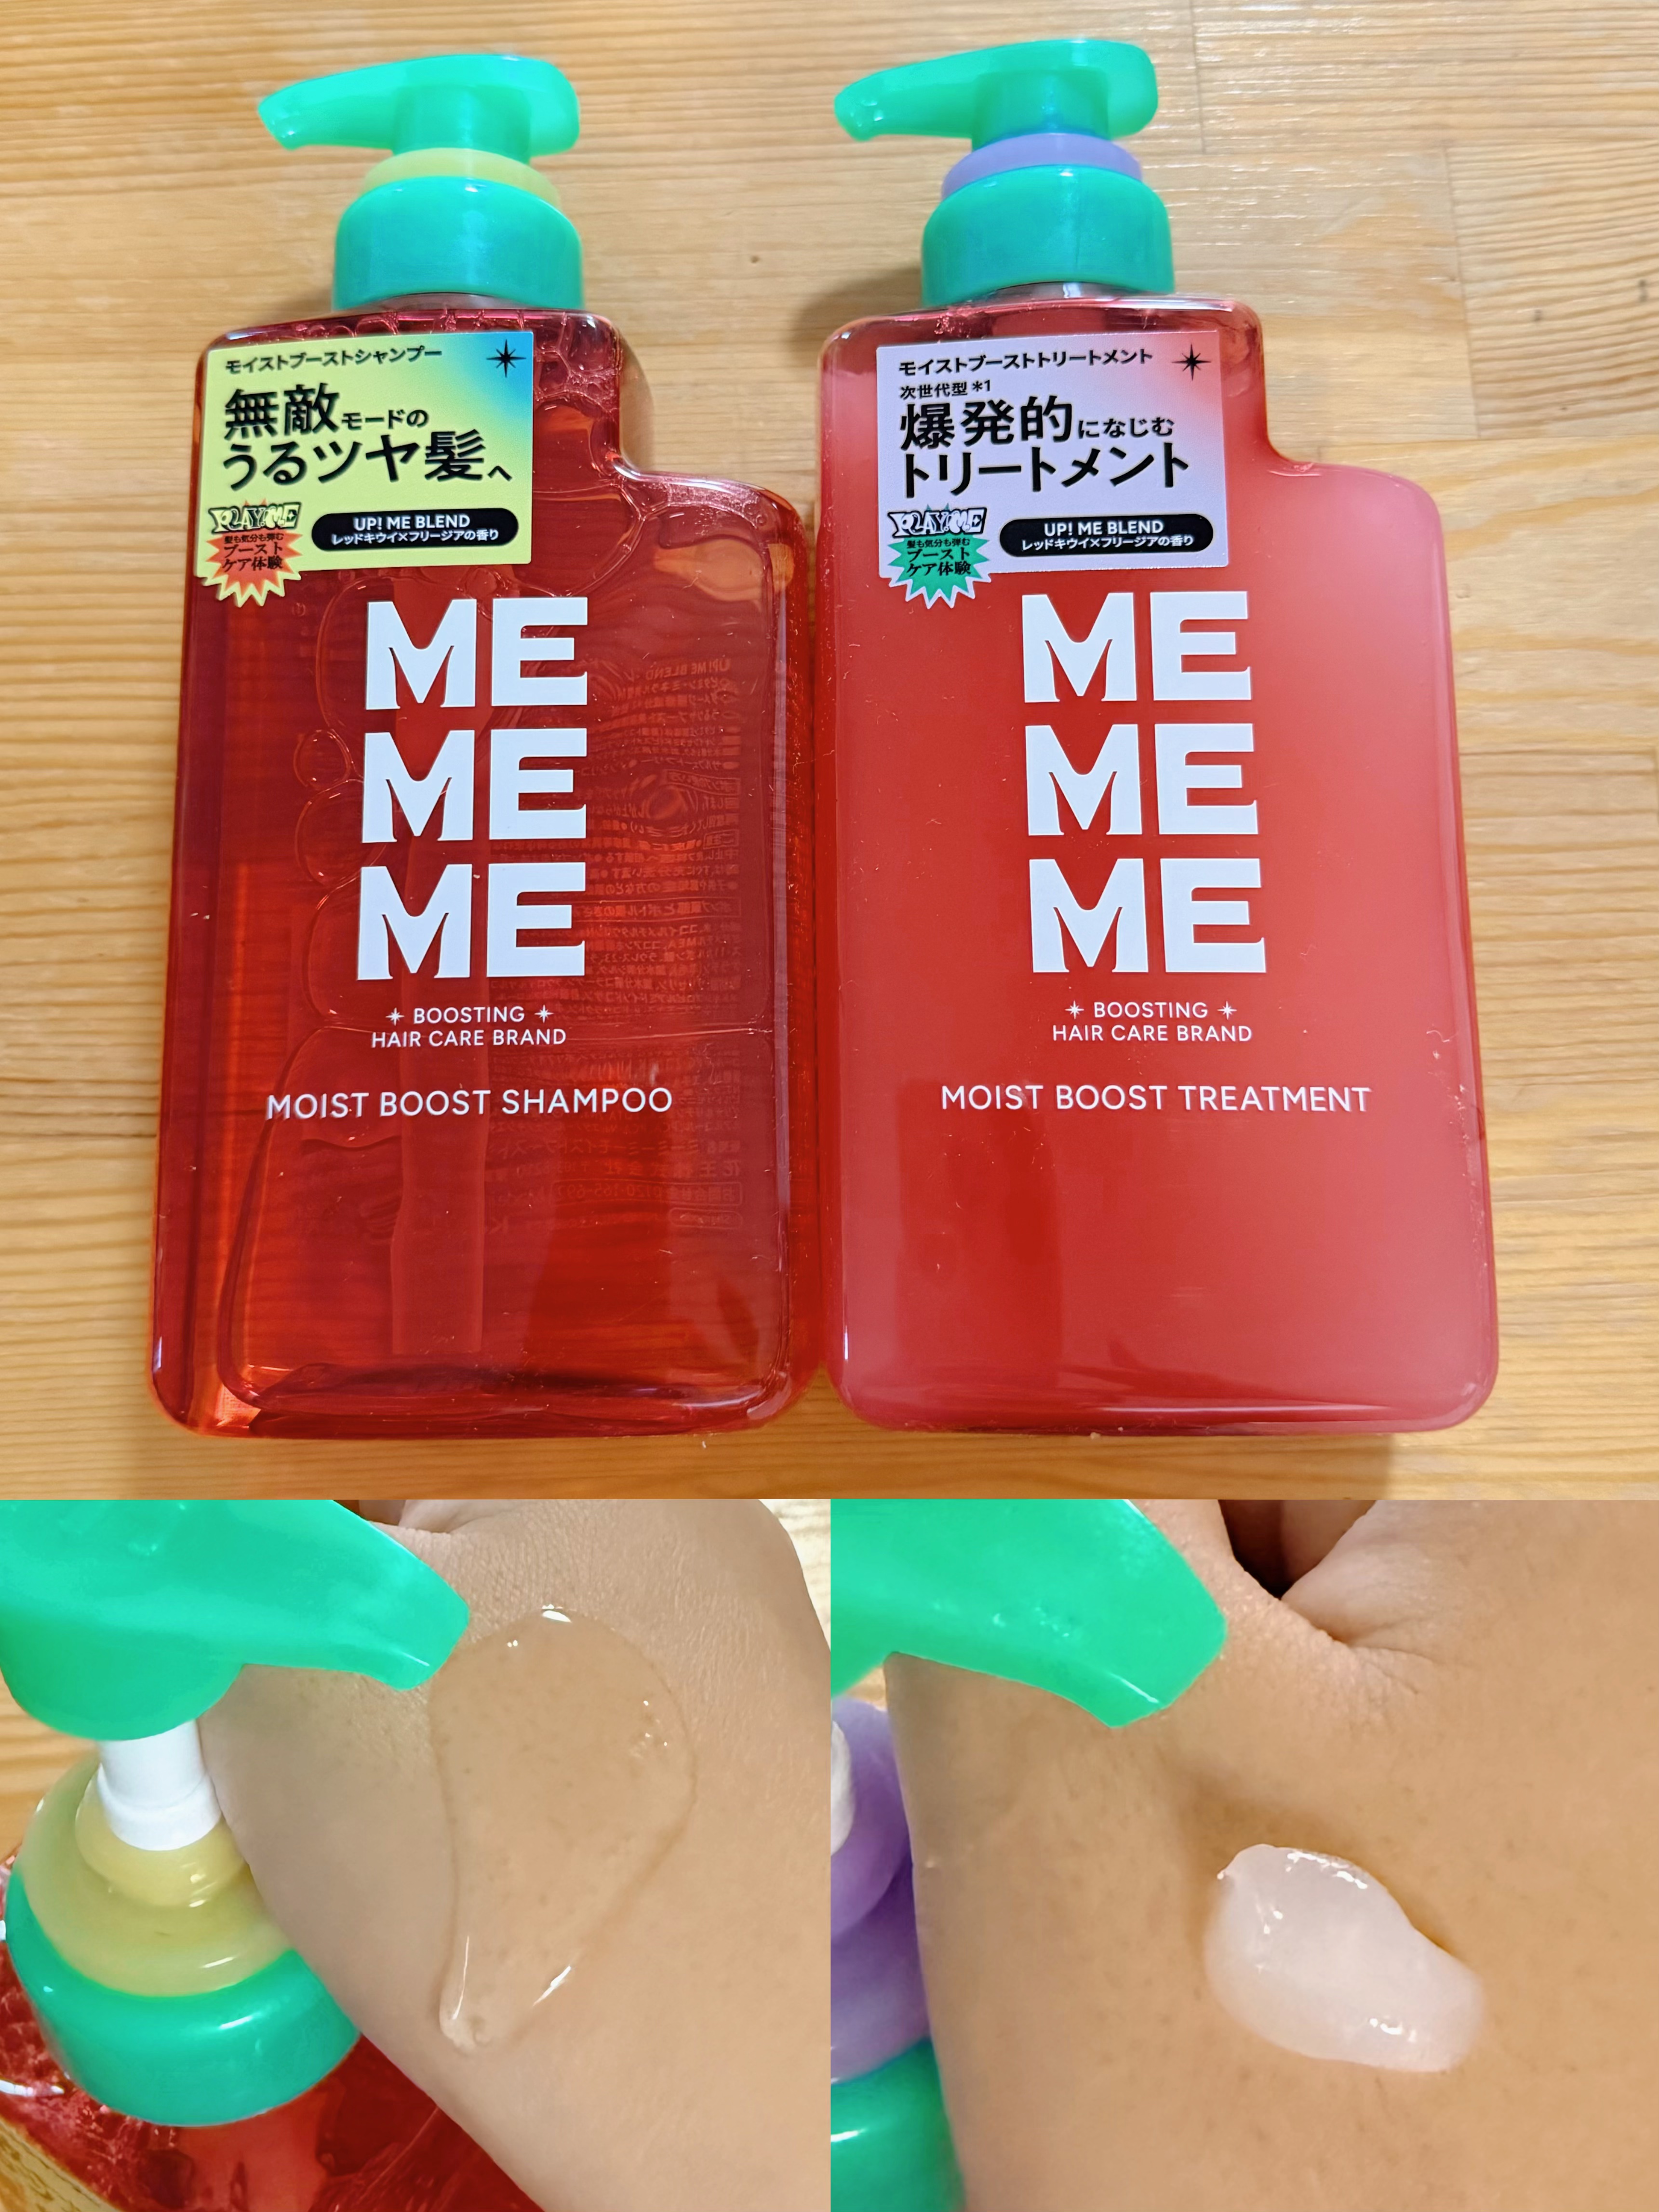 モイストブーストシャンプー
無敵モードの
うるツヤ髪へ
PLAY! ME
髪も気分も弾む
ブースト
ケア体験
UP! ME BLEND
レッドキウイ×フリージアの香り
ME
ME
ME
BOOSTING
HAIR CARE BRAND
MOIST BOOST SHAMPOO
モイストブーストトリートメント
次世代型*1
爆発的になじむ
トリートメント
PLAY! ME
髪も気分も弾む
ブースト
ケア体験
UP! ME BLEND
レッドキウイ×フリージアの香り
ME
ME
ME
BOOSTING
HAIR CARE BRAND
MOIST BOOST TREATMENT